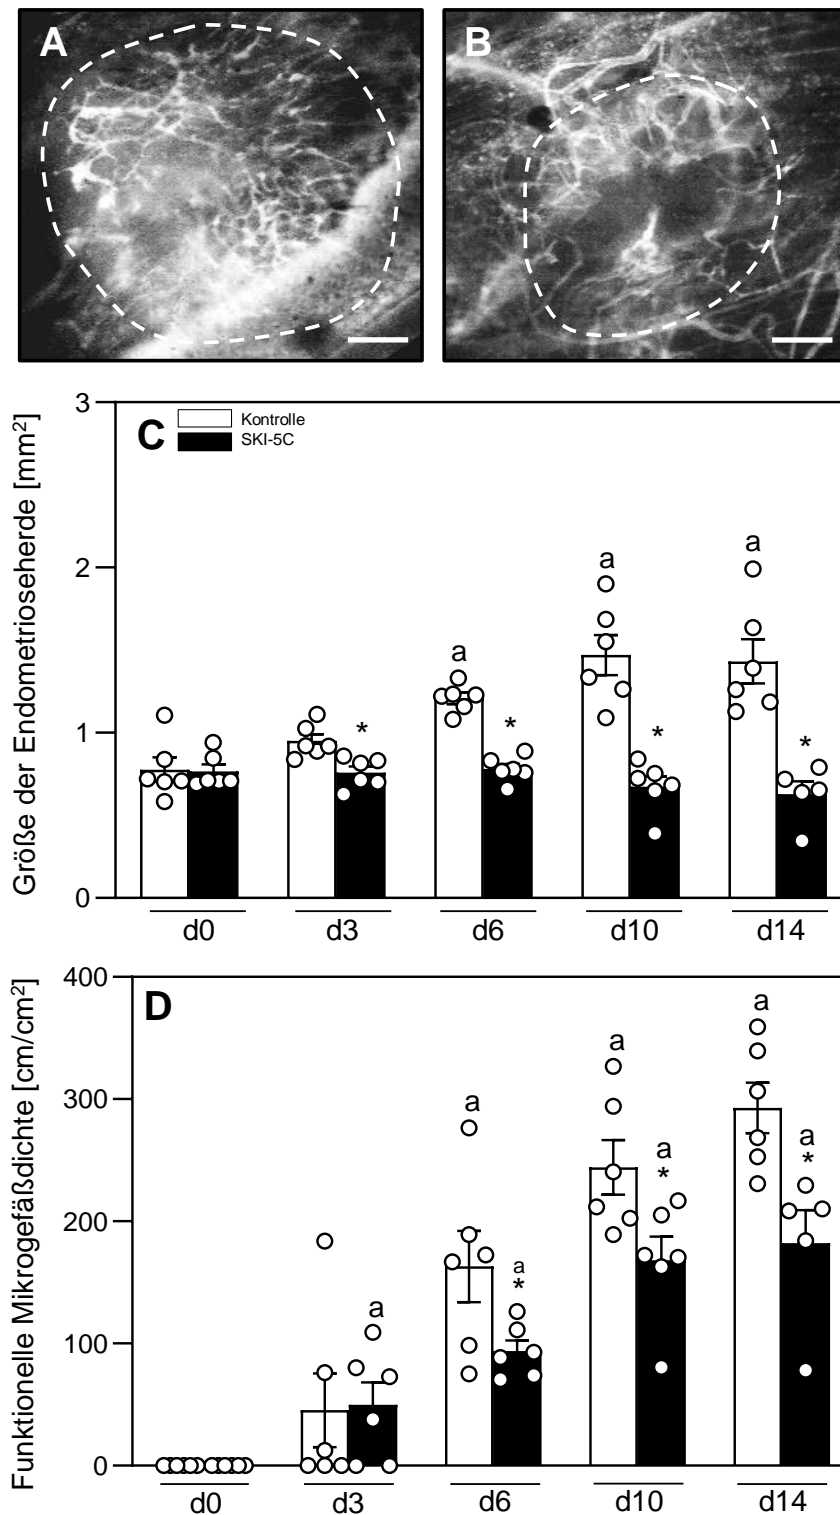 A
B
Größe der Endometrioseherde [mm²]
3
2
1
0
C
Kontrolle
SKI-5C
a
*
a
*
a
*
a
*
d0
d3
d6
d10
d14
Funktionelle Mikrogefäßdichte [cm/cm²]
400
300
200
100
0
D
a
a
a
*
a
a
*
a
a
*
d0
d3
d6
d10
d14